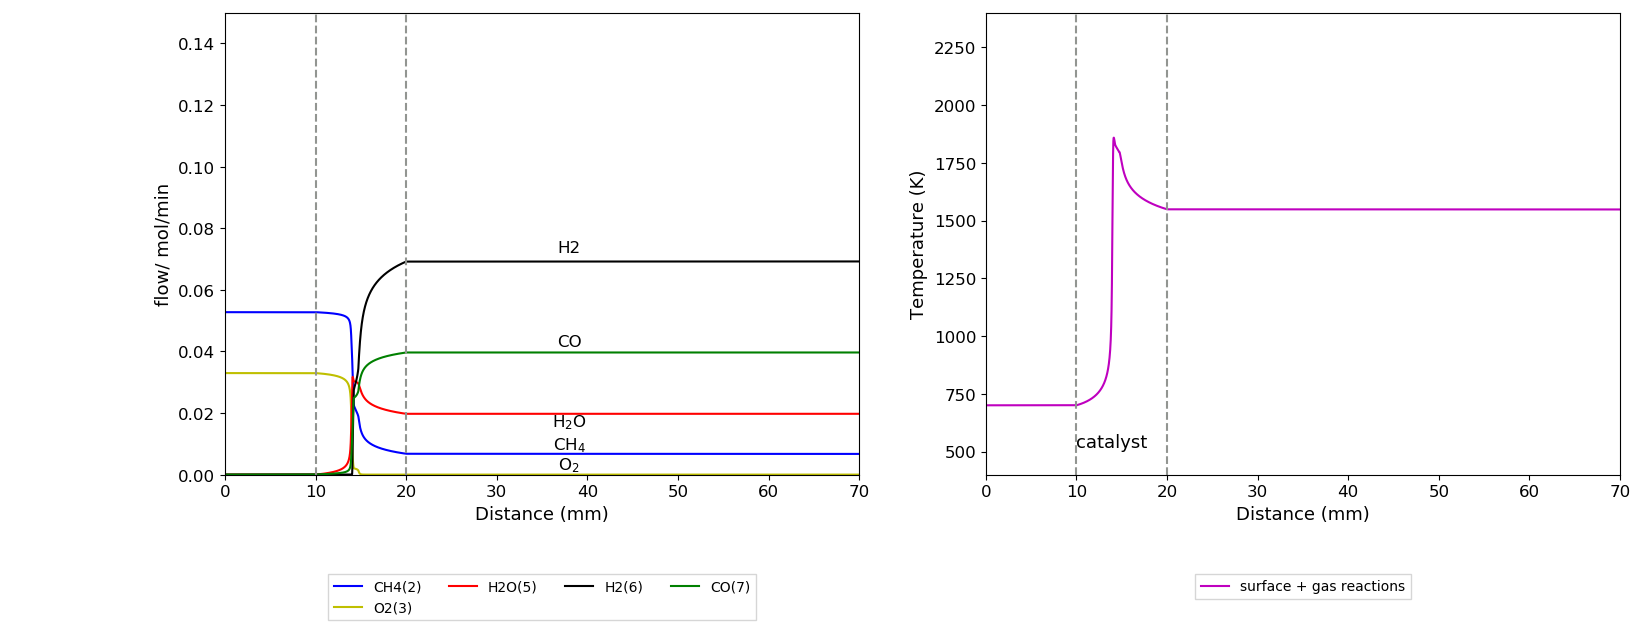 0.14
0.12
0.10
0.08
0.06
0.04
0.02
0.00
flow/ mol/min
H2
CO
H₂O
CH₄
O₂
0 10 20 30 40 50 60 70
Distance (mm)
CH4(2) H2O(5) H2(6) CO(7)
O2(3)
2250
2000
1750
1500
1250
1000
750
500
Temperature (K)
catalyst
0 10 20 30 40 50 60 70
Distance (mm)
surface + gas reactions